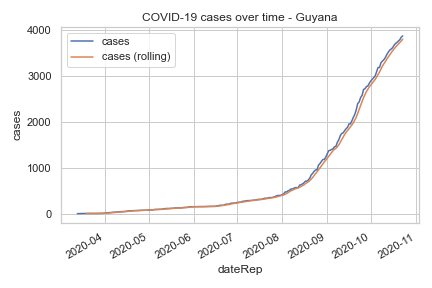 COVID-19 cases over time - Guyana
cases
cases (rolling)
4000
3000
2000
1000
0
cases
2020-04
2020-05
2020-06
2020-07
2020-08
2020-09
2020-10
2020-11
dateRep